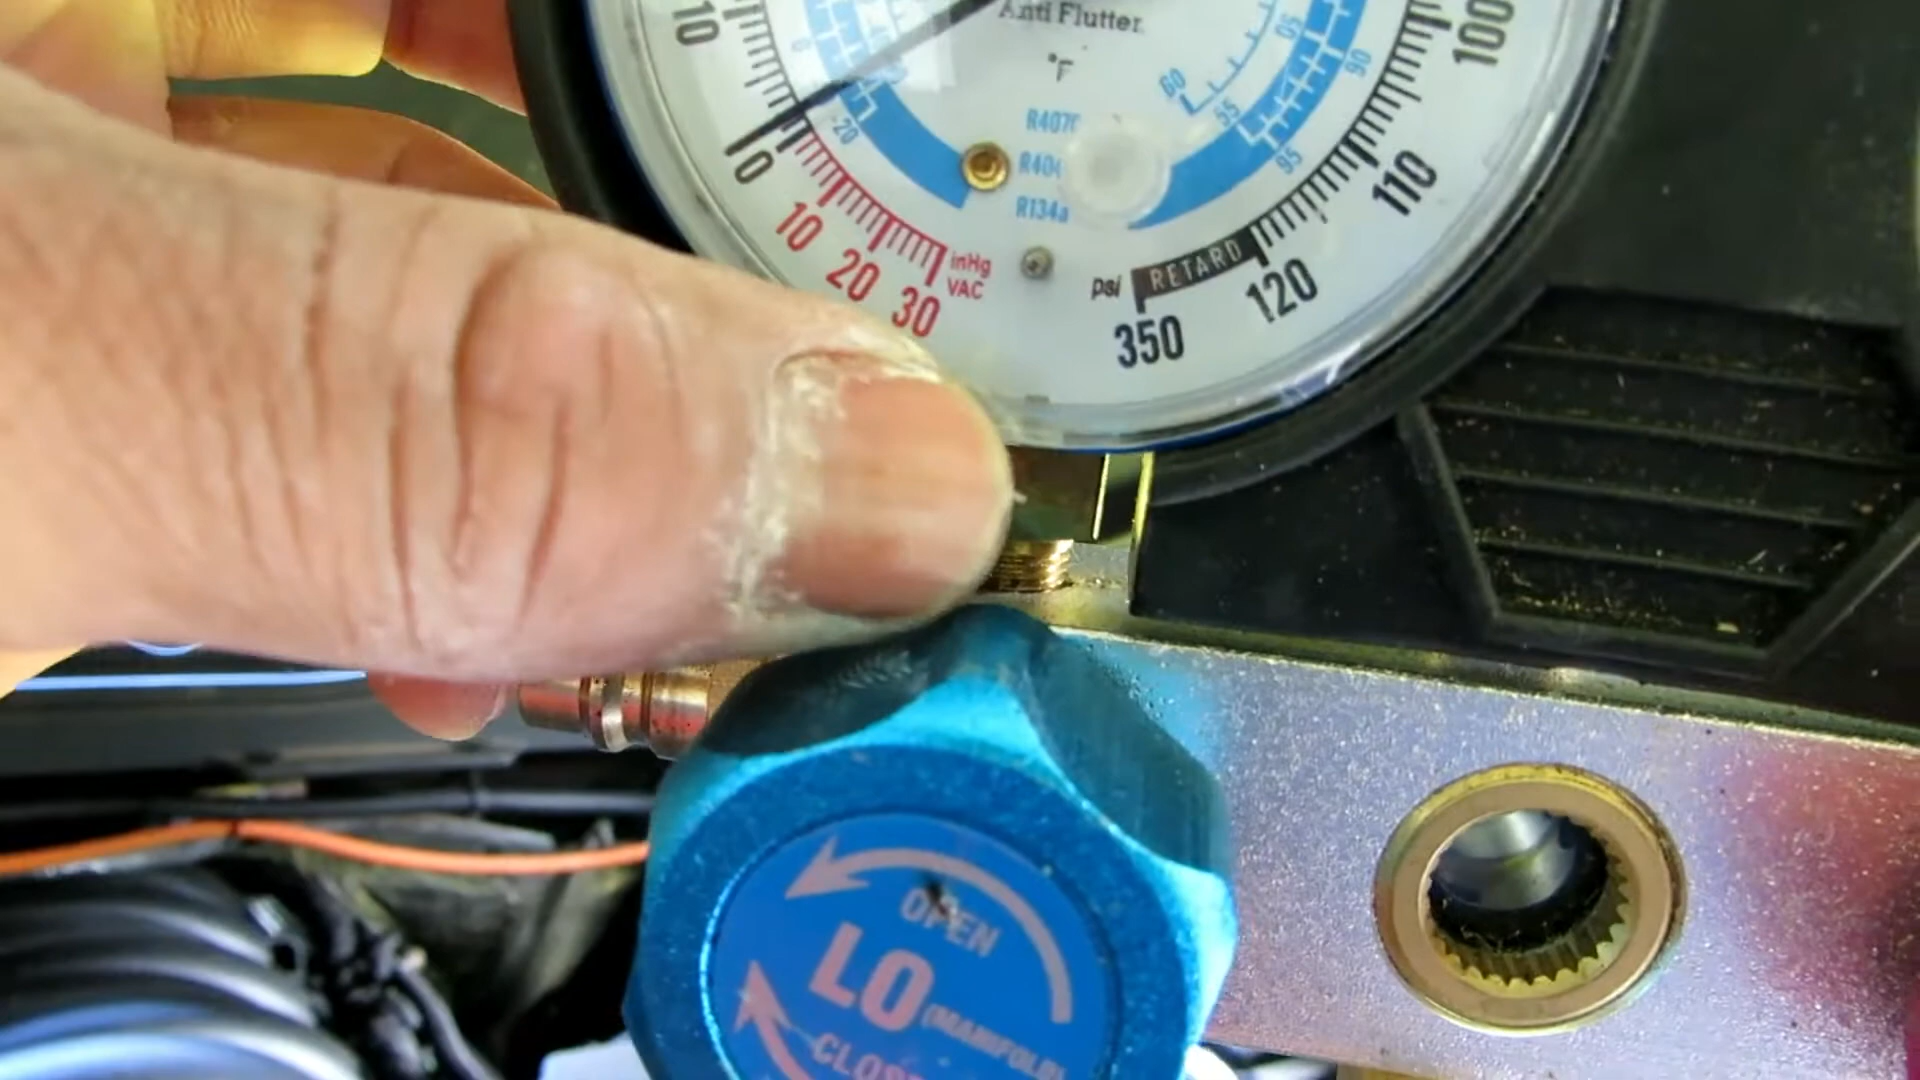 Anti Flutter
°F
10
100
0
-20
60
55
50
90
95
R407C
R404
R134a
110
10
20
30
inHg
VAC
psi
RETARD
120
350
OPEN
LO
(MANIFOLD)
CLOSE